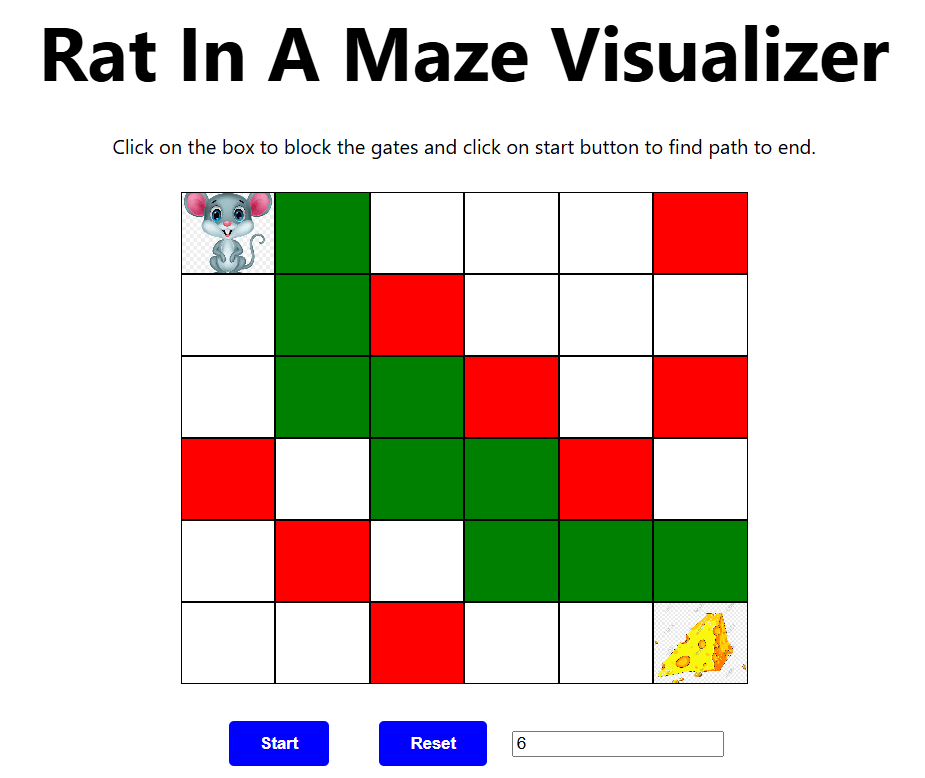 Rat In A Maze Visualizer
Click on the box to block the gates and click on start button to find path to end.
Start
Reset
6